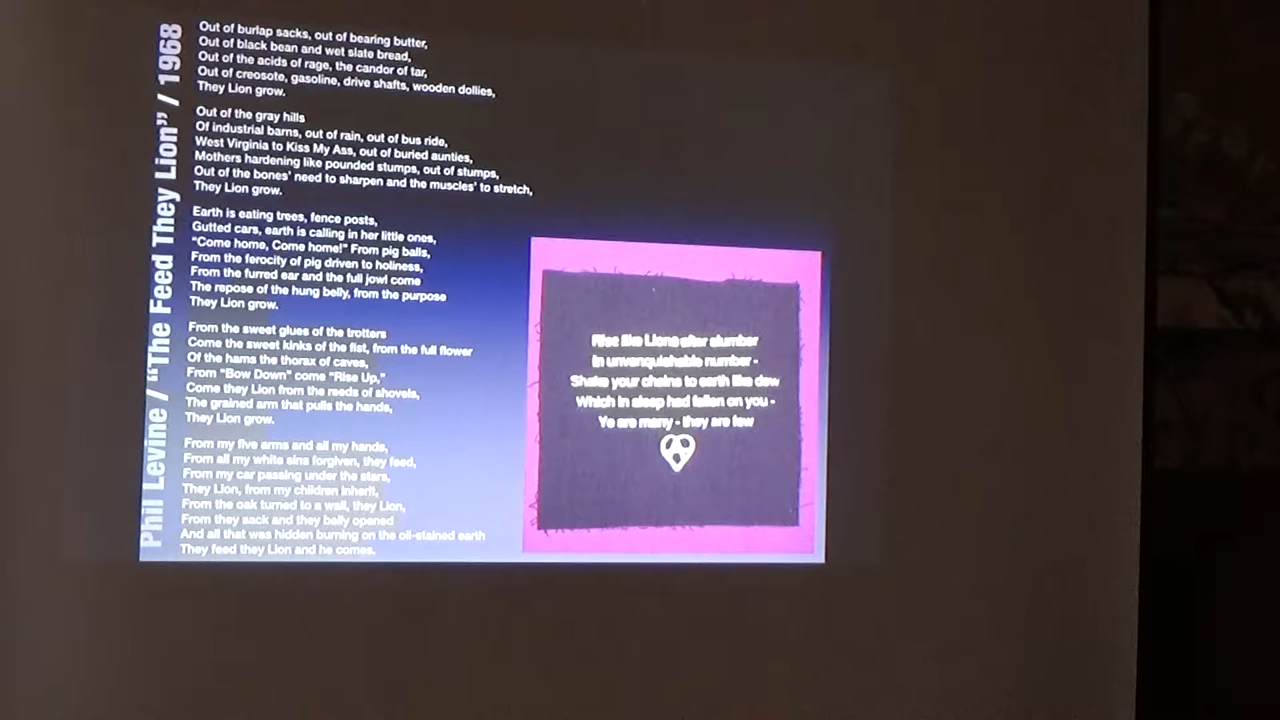 Phil Levine / “The Feed They Lion” / 1968
Out of burlap sacks, out of bearing butter,
Out of black bean and wet slate bread,
Out of the acids of rage, the candor of tar,
Out of creosote, gasoline, drive shafts, wooden dollies,
They Lion grow.
Out of the gray hills
Of industrial barns, out of rain, out of bus ride,
West Virginia to Kiss My Ass, out of buried aunties,
Mothers hardening like pounded stumps, out of stumps,
Out of the bones’ need to sharpen and the muscles’ to stretch,
They Lion grow.
Earth is eating trees, fence posts,
Gutted cars, earth is calling in her little ones,
“Come home, Come home!” From pig balls,
From the ferocity of pig driven to holiness,
From the furred ear and the full jowl come
The repose of the hung belly, from the purpose
They Lion grow.
From the sweet glues of the trotters
Come the sweet kinks of the fist, from the full flower
Of the hams the thorax of caves,
From “Bow Down” come “Rise Up,”
Come they Lion from the reeds of shovels,
The grained arm that pulls the hands,
They Lion grow.
From my five arms and all my hands,
From all my white sins forgiven, they feed,
From my car passing under the stars,
They Lion, from my children inherit,
From the oak turned to a wall, they Lion,
From they sack and they belly opened
And all that was hidden burning on the oil-stained earth
They feed they Lion and he comes.
Rise like Lions after slumber
In unvanquishable number -
Shake your chains to earth like dew
Which in sleep had fallen on you -
Ye are many - they are few